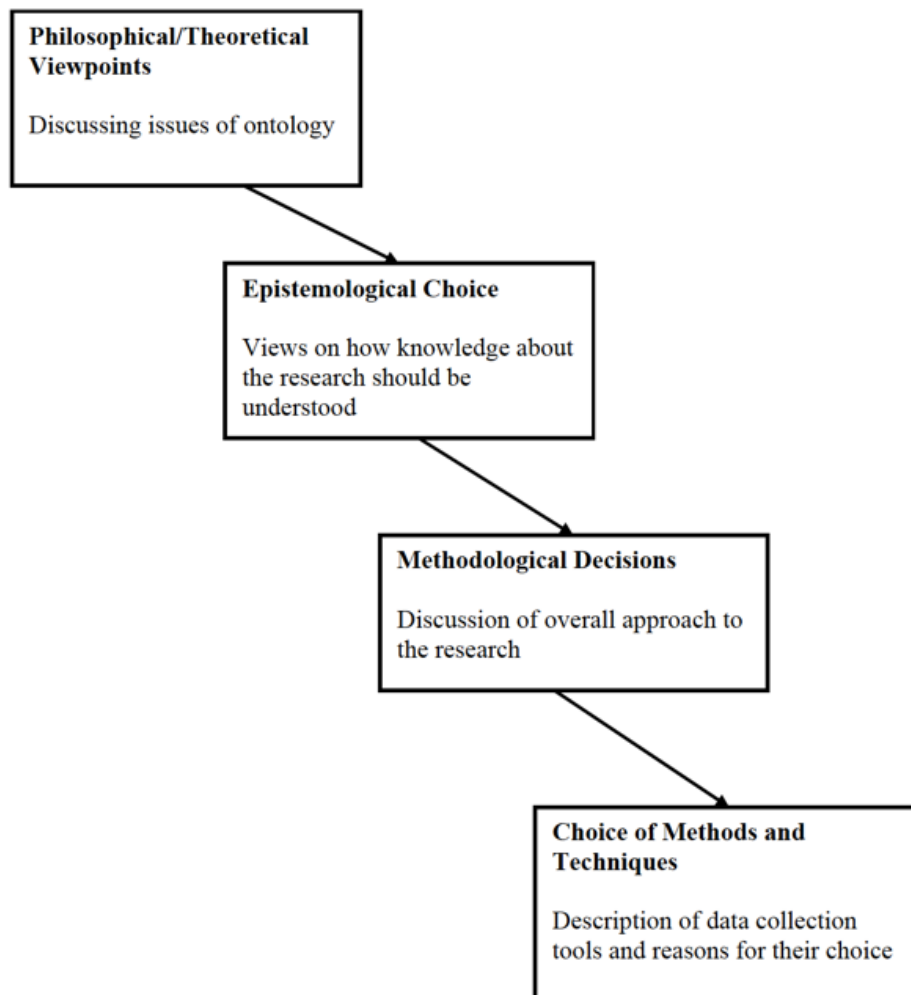 Philosophical/Theoretical
Viewpoints
Discussing issues of ontology
Epistemological Choice
Views on how knowledge about
the research should be
understood
Methodological Decisions
Discussion of overall approach to
the research
Choice of Methods and
Techniques
Description of data collection
tools and reasons for their choice